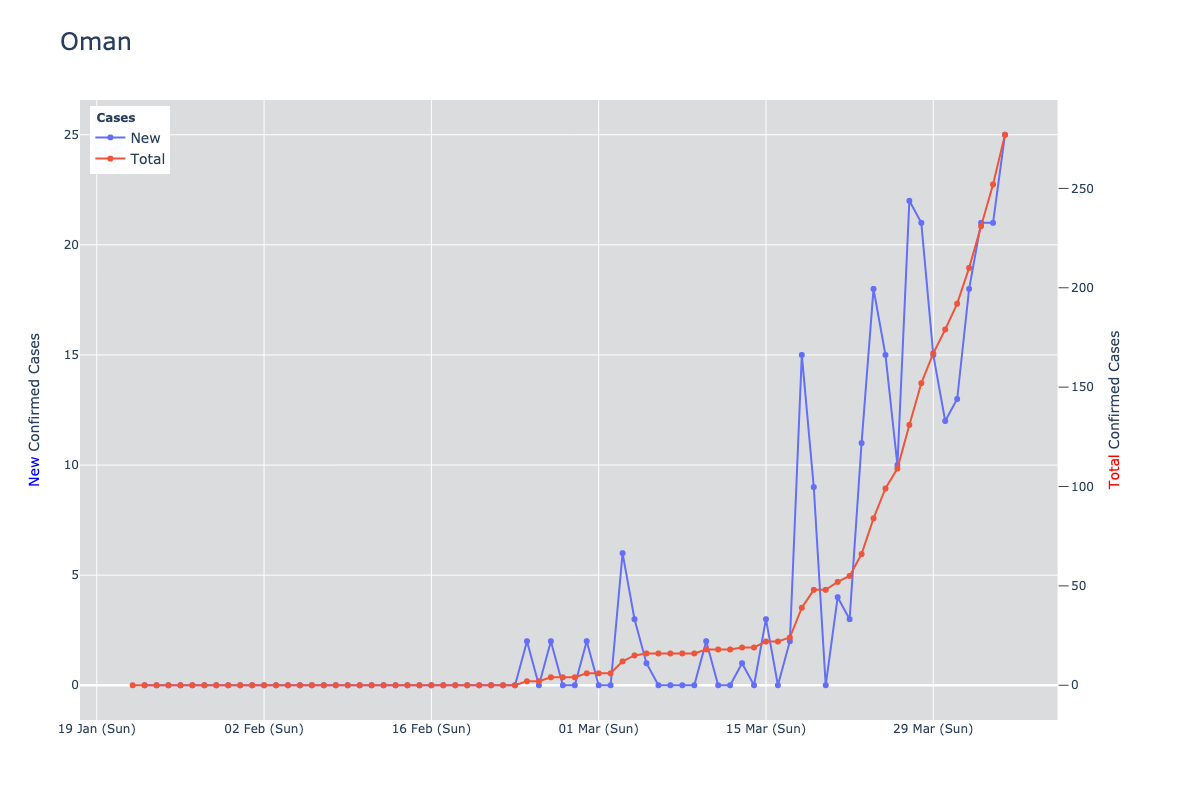 Oman
Cases
New
Total
25
20
15
10
5
0
250
200
150
100
50
0
New Confirmed Cases
Total Confirmed Cases
19 Jan (Sun)
02 Feb (Sun)
16 Feb (Sun)
01 Mar (Sun)
15 Mar (Sun)
29 Mar (Sun)